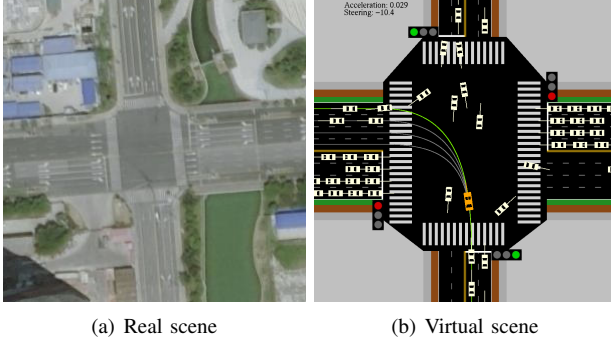 Acceleration: 0.029
Steering: −10.4
(a) Real scene
(b) Virtual scene